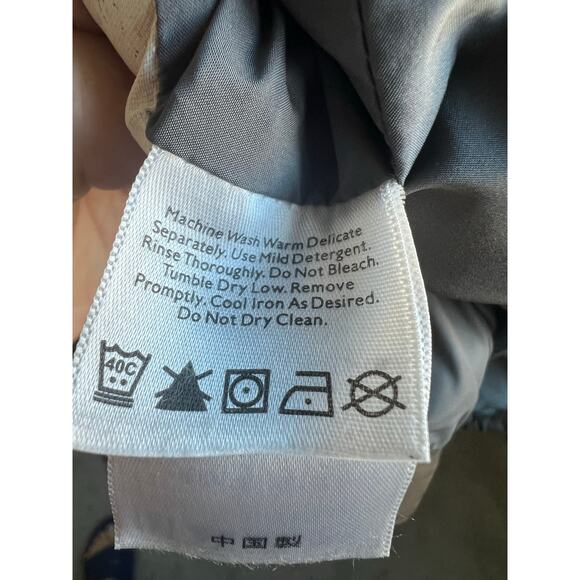 Machine Wash Warm Delicate
Separately. Use Mild Detergent.
Rinse Thoroughly. Do Not Bleach.
Tumble Dry Low. Remove
Promptly. Cool Iron As Desired.
Do Not Dry Clean.
40C
中国製